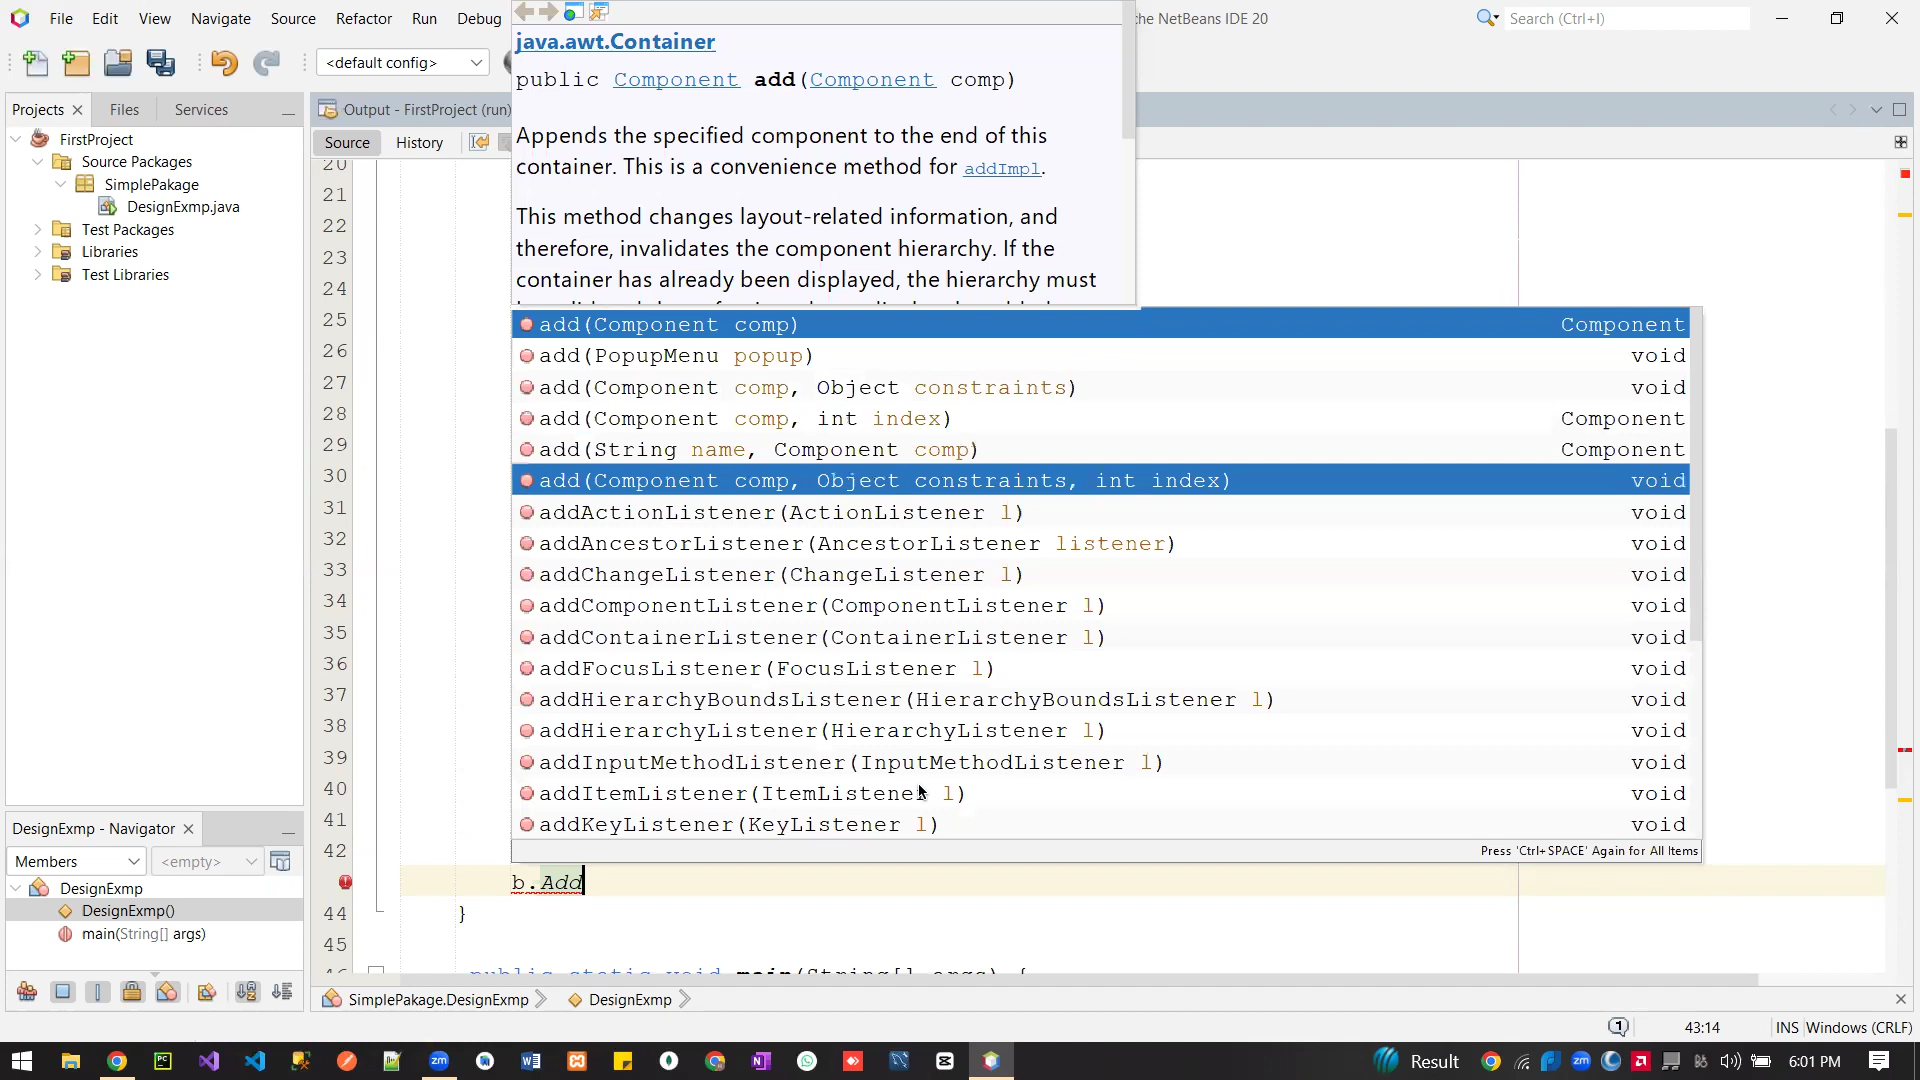 File Edit View Navigate Source Refactor Run Debug
che NetBeans IDE 20
Search (Ctrl+I)
<default config>
java.awt.Container
public Component add(Component comp)
Appends the specified component to the end of this
container. This is a convenience method for addImpl.
This method changes layout-related information, and
therefore, invalidates the component hierarchy. If the
container has already been displayed, the hierarchy must
Projects Files Services
FirstProject
Source Packages
SimplePakage
DesignExmp.java
Test Packages
Libraries
Test Libraries
Output - FirstProject (run)
Source History
20
21
22
23
24
25
26
27
28
29
30
31
32
33
34
35
36
37
38
39
40
41
42
add(Component comp) Component
add(PopupMenu popup) void
add(Component comp, Object constraints) void
add(Component comp, int index) Component
add(String name, Component comp) Component
add(Component comp, Object constraints, int index) void
addActionListener(ActionListener l) void
addAncestorListener(AncestorListener listener) void
addChangeListener(ChangeListener l) void
addComponentListener(ComponentListener l) void
addContainerListener(ContainerListener l) void
addFocusListener(FocusListener l) void
addHierarchyBoundsListener(HierarchyBoundsListener l) void
addHierarchyListener(HierarchyListener l) void
addInputMethodListener(InputMethodListener l) void
addItemListener(ItemListener l) void
addKeyListener(KeyListener l) void
Press 'Ctrl+SPACE' Again for All Items
b.Add
44 }
45
46 public static void main(String[] args) {
DesignExmp - Navigator
Members <empty>
DesignExmp
DesignExmp()
main(String[] args)
SimplePakage.DesignExmp DesignExmp
1 43:14 INS Windows (CRLF)
Result 6:01 PM